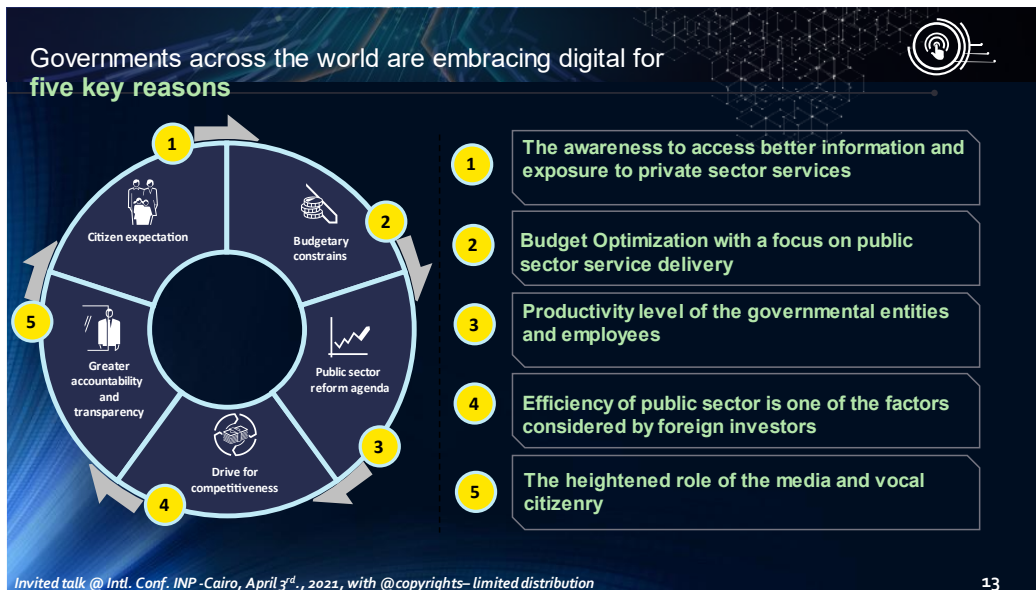 Governments across the world are embracing digital for
five key reasons
1
Citizen expectation
2
Budgetary
constrains
3
Public sector
reform agenda
4
Drive for
competitiveness
5
Greater
accountability
and
transparency
1
The awareness to access better information and
exposure to private sector services
2
Budget Optimization with a focus on public
sector service delivery
3
Productivity level of the governmental entities
and employees
4
Efficiency of public sector is one of the factors
considered by foreign investors
5
The heightened role of the media and vocal
citizenry
Invited talk @ Intl. Conf. INP -Cairo, April 3rd., 2021, with @copyrights– limited distribution
13